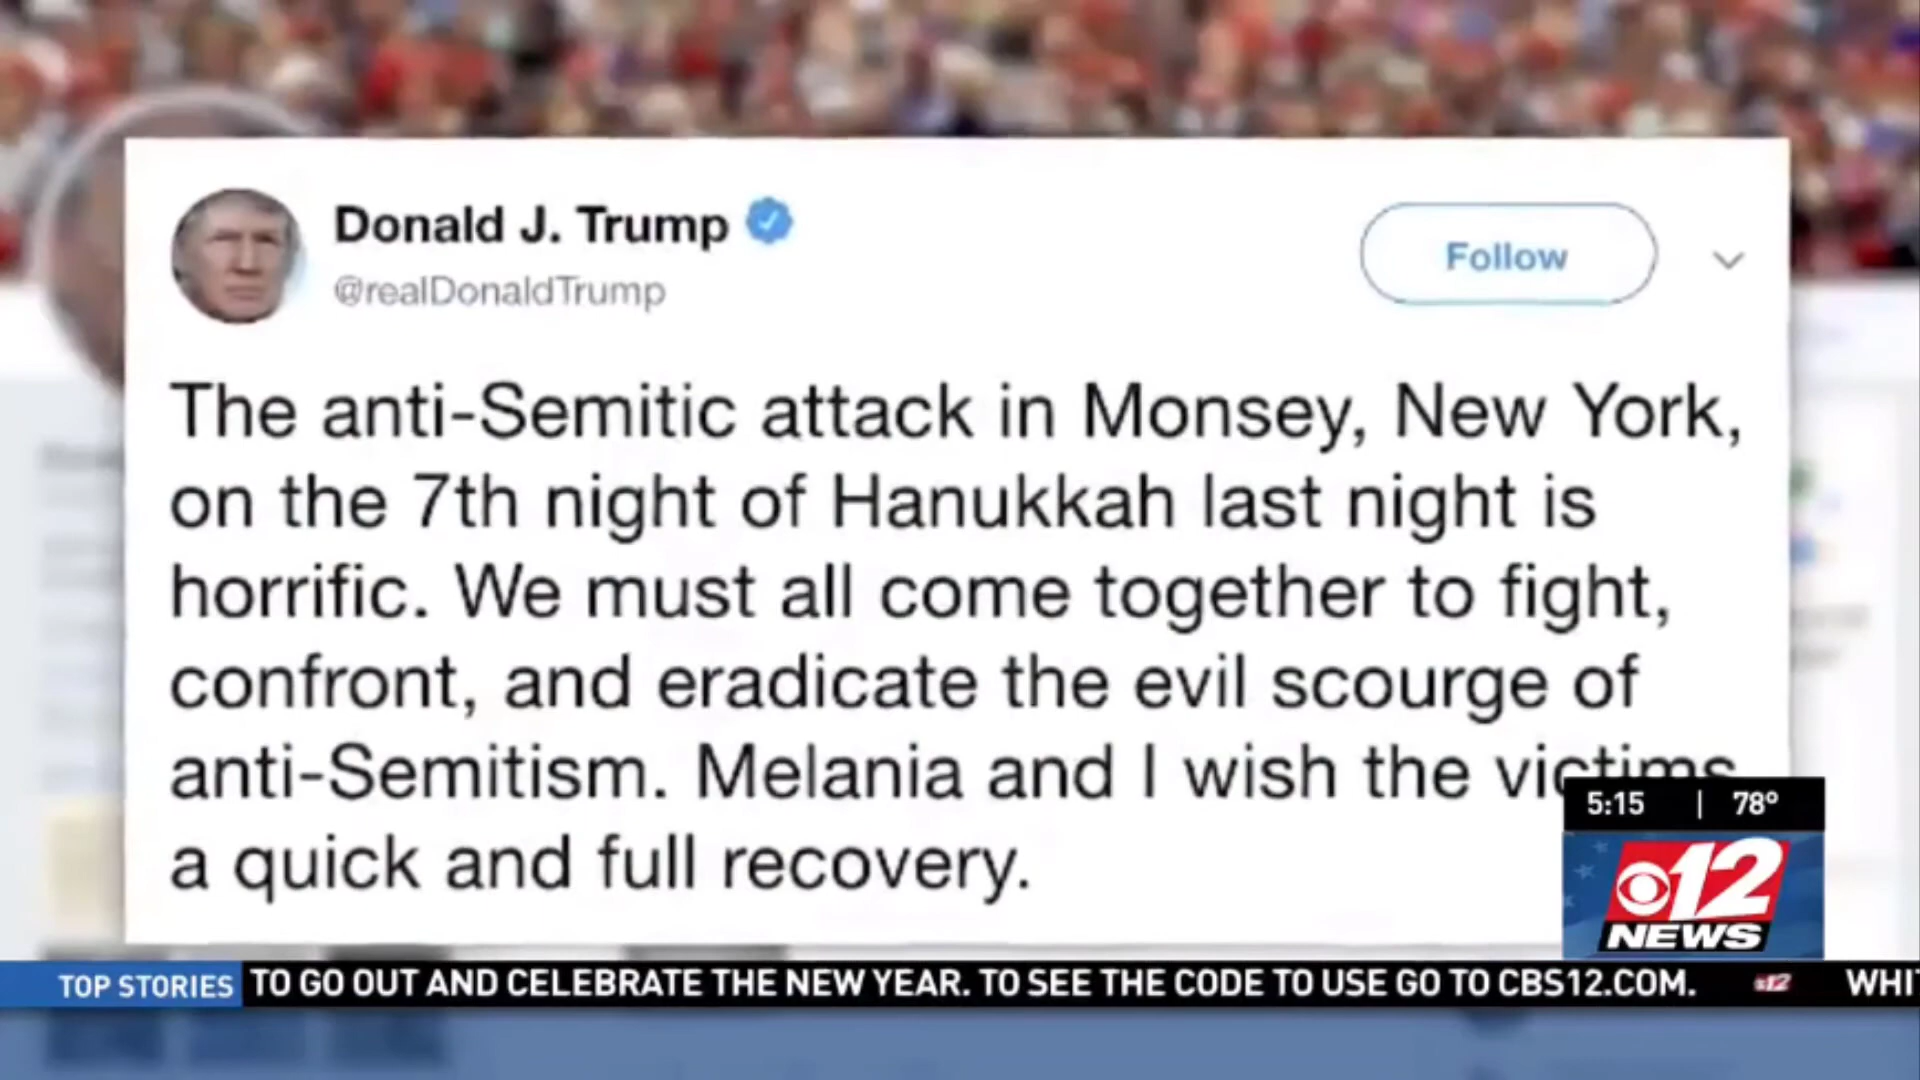 Donald J. Trump
@realDonaldTrump
Follow
The anti-Semitic attack in Monsey, New York,
on the 7th night of Hanukkah last night is
horrific. We must all come together to fight,
confront, and eradicate the evil scourge of
anti-Semitism. Melania and I wish the victims
a quick and full recovery.
5:15 | 78°
12
NEWS
TOP STORIES TO GO OUT AND CELEBRATE THE NEW YEAR. TO SEE THE CODE TO USE GO TO CBS12.COM. 12 WHI